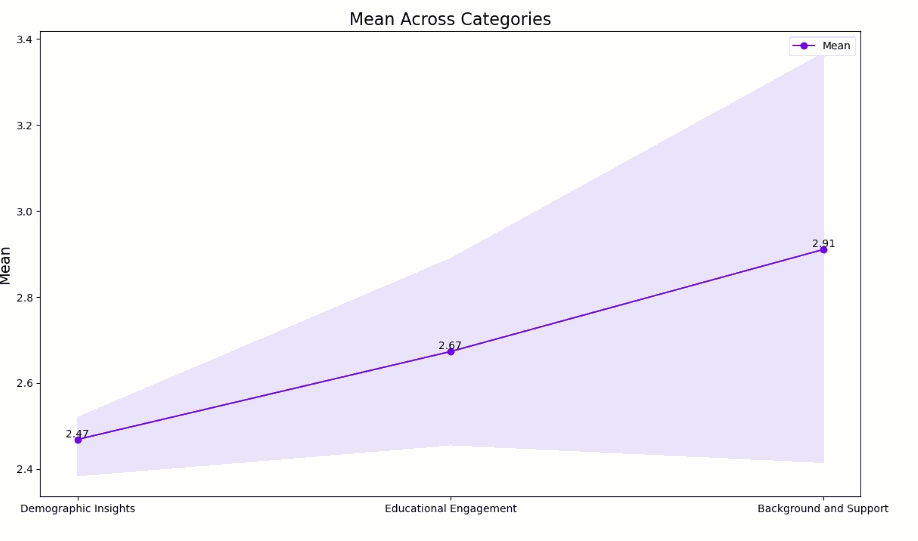 Mean Across Categories
Mean
3.4
3.2
3.0
2.8
2.6
2.4
Mean
2.47
2.67
2.91
Demographic Insights
Educational Engagement
Background and Support